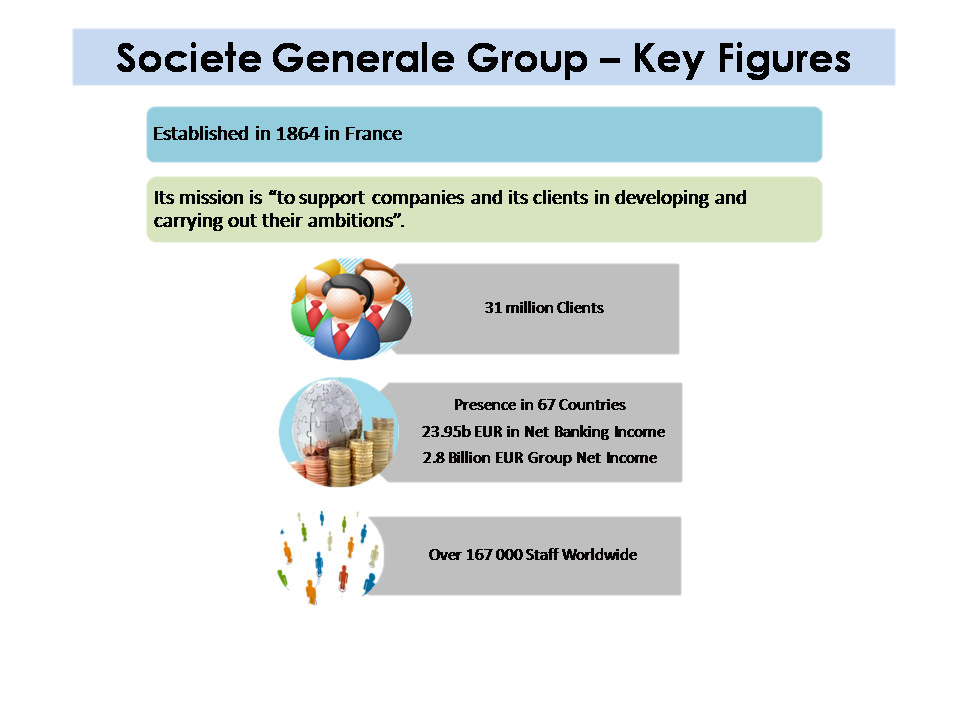 Societe Generale Group – Key Figures
Established in 1864 in France
Its mission is “to support companies and its clients in developing and
carrying out their ambitions”.
31 million Clients
Presence in 67 Countries
23.95b EUR in Net Banking Income
2.8 Billion EUR Group Net Income
Over 167 000 Staff Worldwide